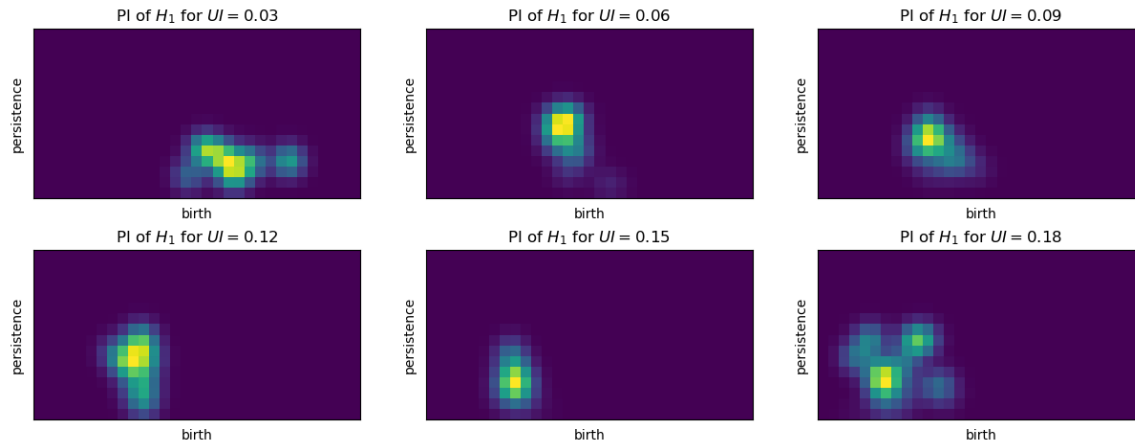 PI of H₁ for UI = 0.03
persistence
birth
PI of H₁ for UI = 0.06
persistence
birth
PI of H₁ for UI = 0.09
persistence
birth
PI of H₁ for UI = 0.12
persistence
birth
PI of H₁ for UI = 0.15
persistence
birth
PI of H₁ for UI = 0.18
persistence
birth